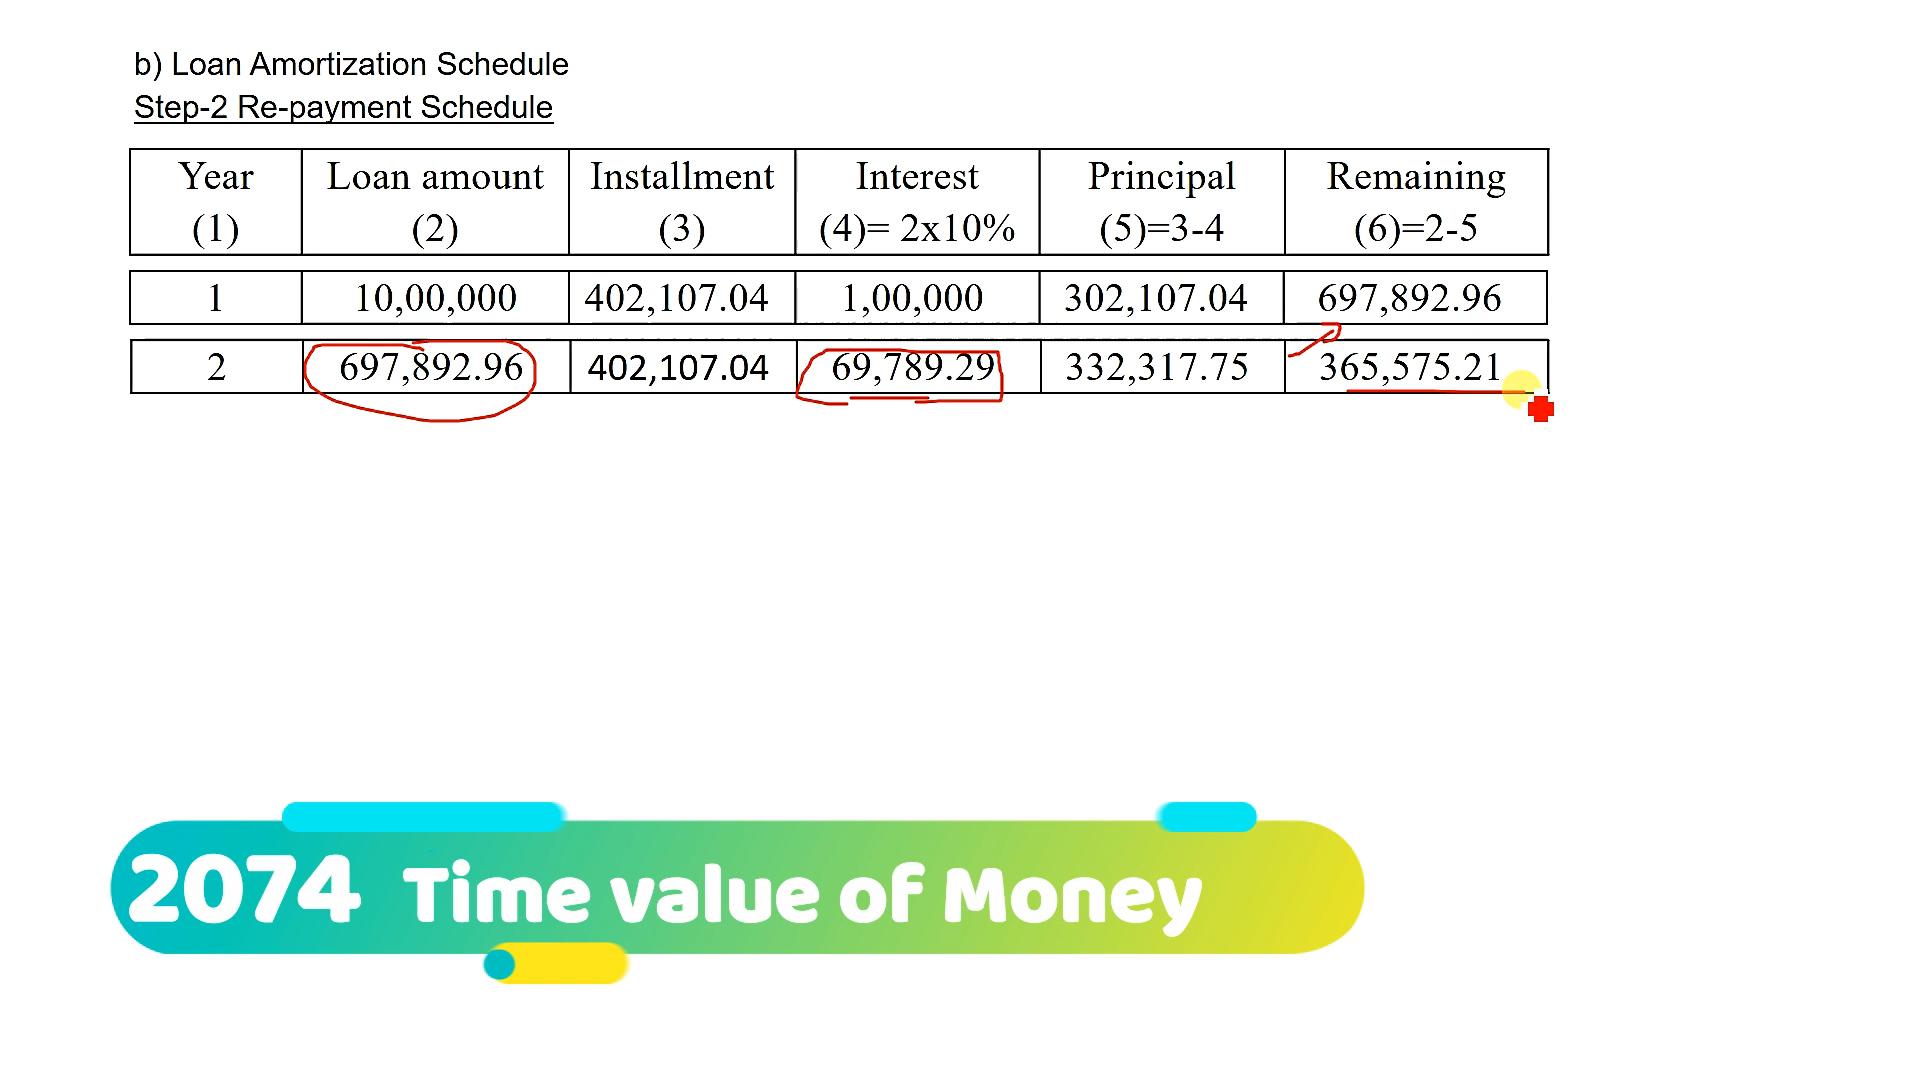 b) Loan Amortization Schedule
Step-2 Re-payment Schedule
Year Loan amount Installment Interest Principal Remaining
(1) (2) (3) (4)= 2x10% (5)=3-4 (6)=2-5
1 10,00,000 402,107.04 1,00,000 302,107.04 697,892.96
2 697,892.96 402,107.04 69,789.29 332,317.75 365,575.21
2074 Time value of Money